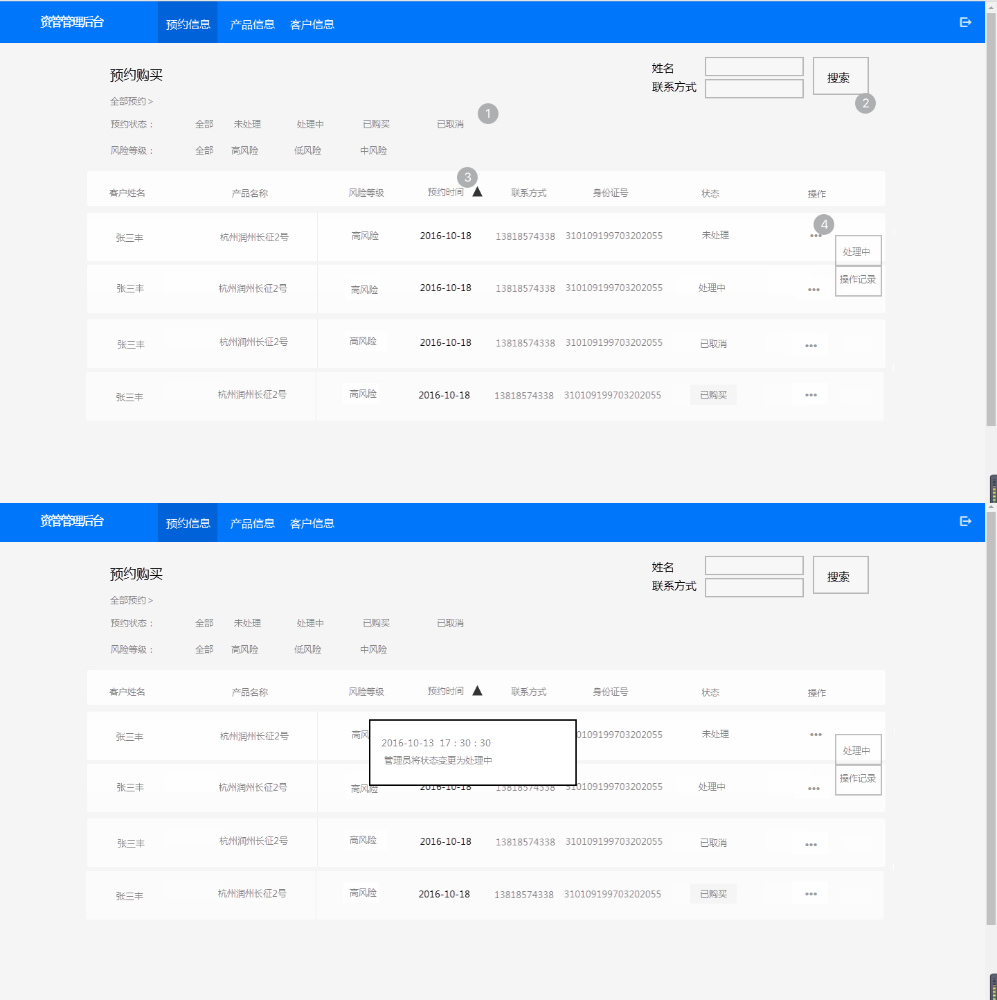 资管管理后台 预约信息 产品信息 客户信息
预约购买 姓名 搜索
联系方式
2
全部预约 >
1
预约状态： 全部 未处理 处理中 已购买 已取消
风险等级： 全部 高风险 低风险 中风险
3
客户姓名 产品名称 风险等级 预约时间 ▲ 联系方式 身份证号 状态 操作
4
张三丰 杭州润州长征2号 高风险 2016-10-18 13818574338 310109199703202055 未处理 •••
处理中
张三丰 杭州润州长征2号 高风险 2016-10-18 13818574338 310109199703202055 处理中 ••• 操作记录
张三丰 杭州润州长征2号 高风险 2016-10-18 13818574338 310109199703202055 已取消 •••
张三丰 杭州润州长征2号 高风险 2016-10-18 13818574338 310109199703202055 已购买 •••
资管管理后台 预约信息 产品信息 客户信息
预约购买 姓名 搜索
联系方式
全部预约 >
预约状态： 全部 未处理 处理中 已购买 已取消
风险等级： 全部 高风险 低风险 中风险
客户姓名 产品名称 风险等级 预约时间 ▲ 联系方式 身份证号 状态 操作
张三丰 杭州润州长征2号 高风 10109199703202055 未处理 •••
2016-10-13 17：30：30
管理员将状态变更为处理中
处理中
张三丰 杭州润州长征2号 高风险 2016-10-18 13818574338 310109199703202055 处理中 ••• 操作记录
张三丰 杭州润州长征2号 高风险 2016-10-18 13818574338 310109199703202055 已取消 •••
张三丰 杭州润州长征2号 高风险 2016-10-18 13818574338 310109199703202055 已购买 •••